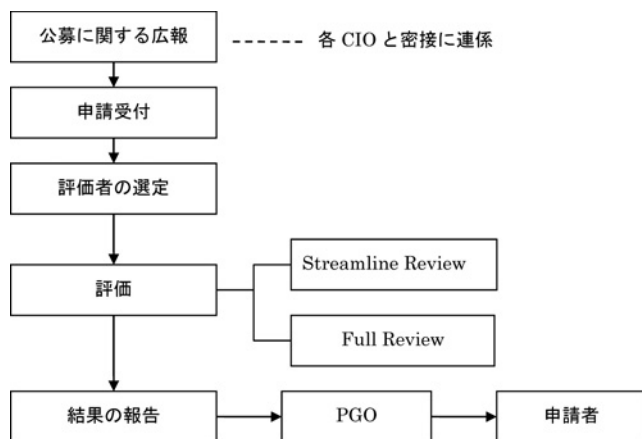 公募に関する広報
各 CIO と密接に連係
申請受付
評価者の選定
評価
Streamline Review
Full Review
結果の報告
PGO
申請者